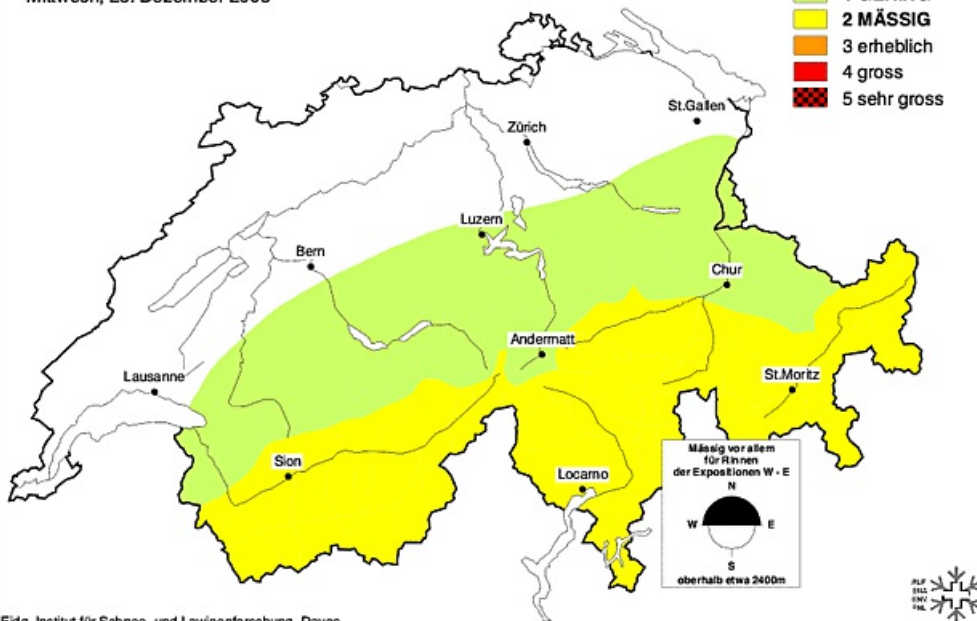 2 MÄSSIG
3 erheblich
4 gross
5 sehr gross
St.Gallen
Zürich
Luzern
Bern
Chur
Andermatt
Lausanne
St.Moritz
Sion
Locarno
Mässig vor allem
für Rinnen
der Expositionen W - E
N
W E
S
oberhalb etwa 2400m
SLF